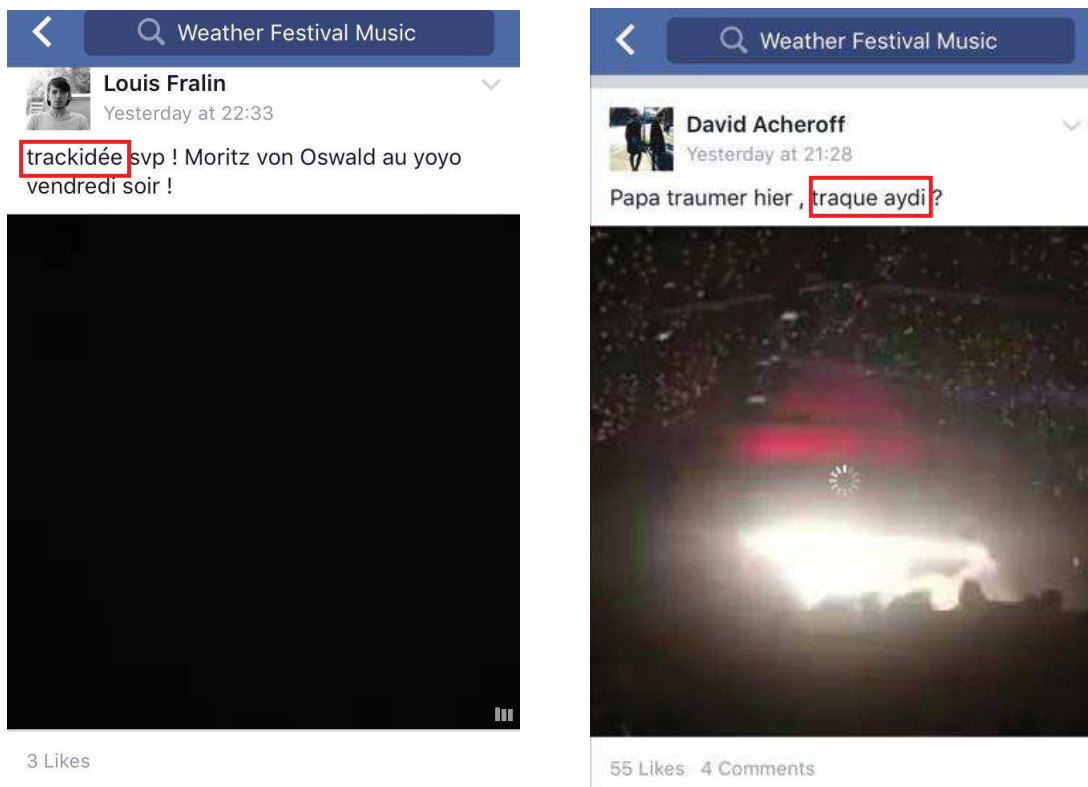 Weather Festival Music
Louis Fralin
Yesterday at 22:33
trackidée svp ! Moritz von Oswald au yoyo
vendredi soir !
3 Likes
Weather Festival Music
David Acheroff
Yesterday at 21:28
Papa traumer hier , traque aydi ?
55 Likes 4 Comments